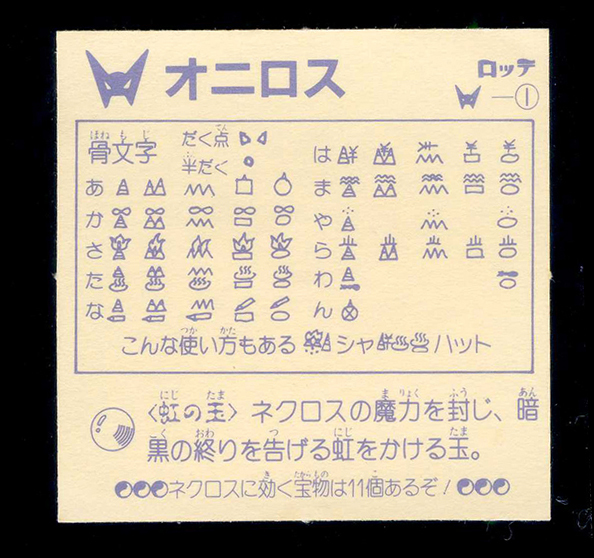 オニロス
ロッテ
―①
骨文字 だく点
半だく
は
あ
ま
か
や
さ
ら
た
わ
な
ん
こんな使い方もある シャ ハット
〈虹の玉〉ネクロスの魔力を封じ、暗
黒の終りを告げる虹をかける玉。
ネクロスに効く宝物は11個あるぞ!